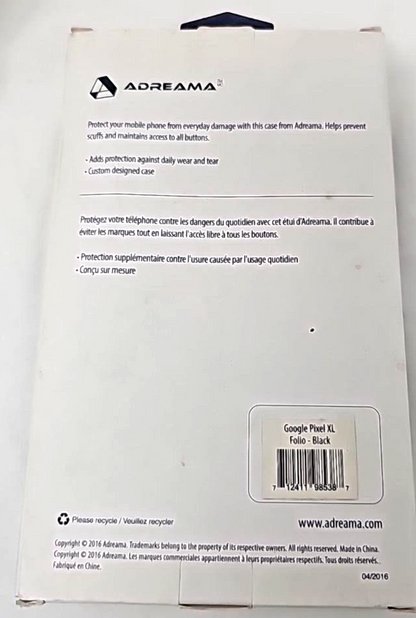 ADREAMA™
Protect your mobile phone from everyday damage with this case from Adreama. Helps prevent
scuffs and maintains access to all buttons.
- Adds protection against daily wear and tear
- Custom designed case
Protégez votre téléphone contre les dangers du quotidien avec cet étui d'Adreama. Il contribue à
éviter les marques tout en laissant l'accès libre à tous les boutons.
- Protection supplémentaire contre l'usure causée par l'usage quotidien
- Conçu sur mesure
Google Pixel XL
Folio - Black
7 12411 98538 7
Please recycle / Veuillez recycler
www.adreama.com
Copyright © 2016 Adreama. Trademarks belong to the property of its respective owners. All rights reserved. Made in China.
Copyright © 2016 Adreama. Les marques commerciales appartiennent à leurs propriétaires respectifs. Tous droits réservés.
Fabriqué en Chine.
04/2016